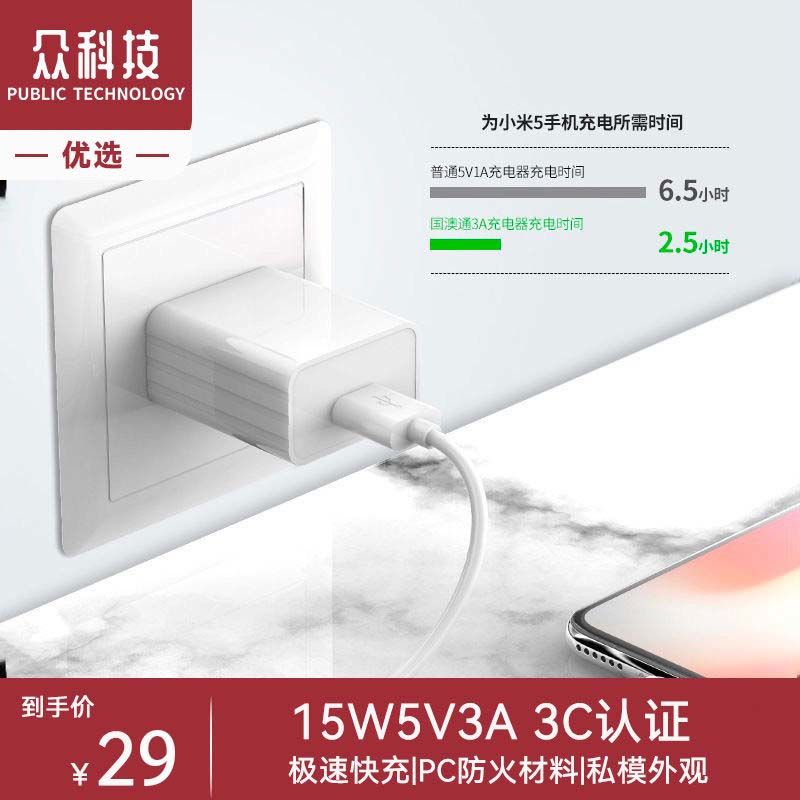 众科技
PUBLIC TECHNOLOGY
优选
为小米5手机充电所需时间
普通5V1A充电器充电时间
6.5小时
国澳通3A充电器充电时间
2.5小时
到手价
¥29
15W5V3A 3C认证
极速快充|PC防火材料|私模外观